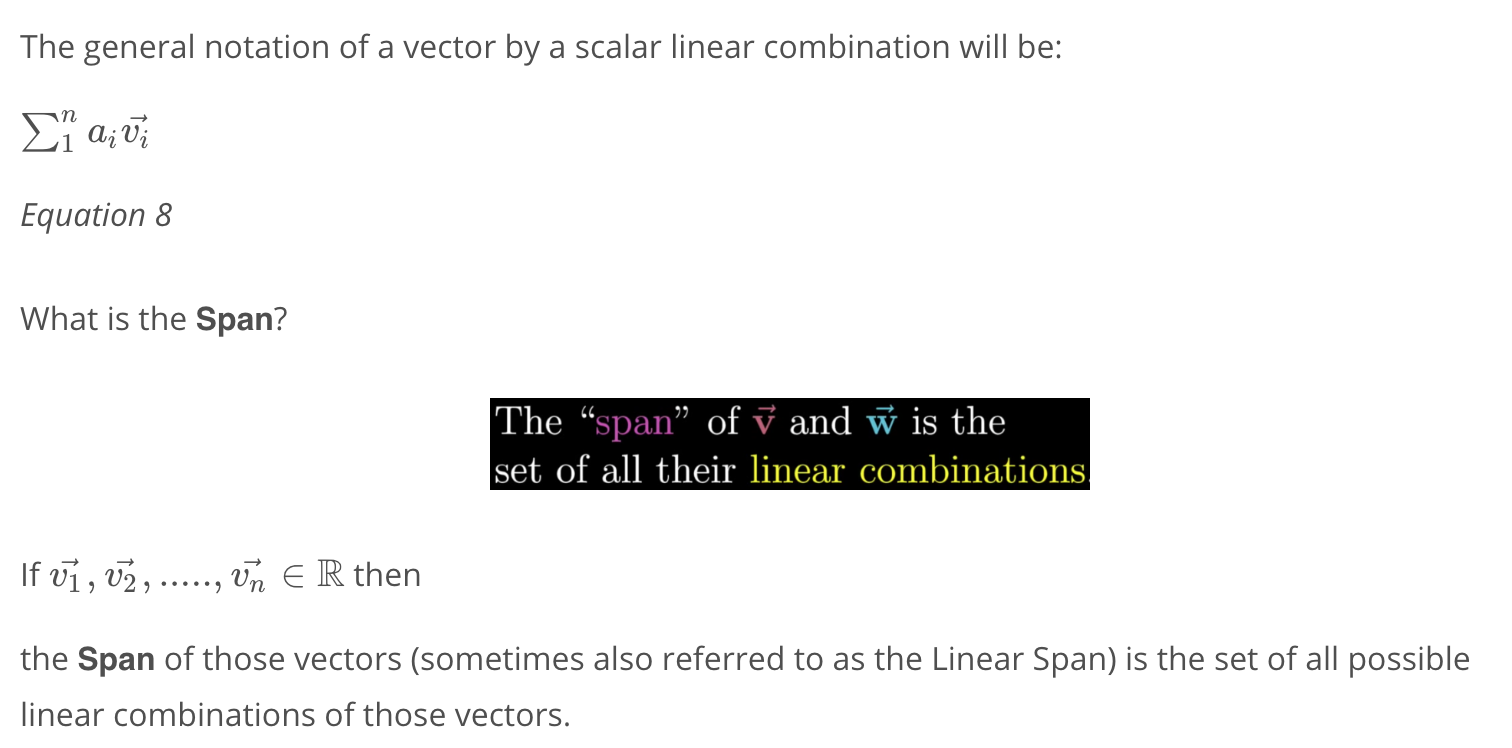 The general notation of a vector by a scalar linear combination will be:
$\sum_1^n a_i \vec{v_i}$
Equation 8
What is the Span?
The “span” of $\vec{v}$ and $\vec{w}$ is the
set of all their linear combinations.
If $\vec{v_1}, \vec{v_2}, ....., \vec{v_n} \in \mathbb{R}$ then
the Span of those vectors (sometimes also referred to as the Linear Span) is the set of all possible
linear combinations of those vectors.